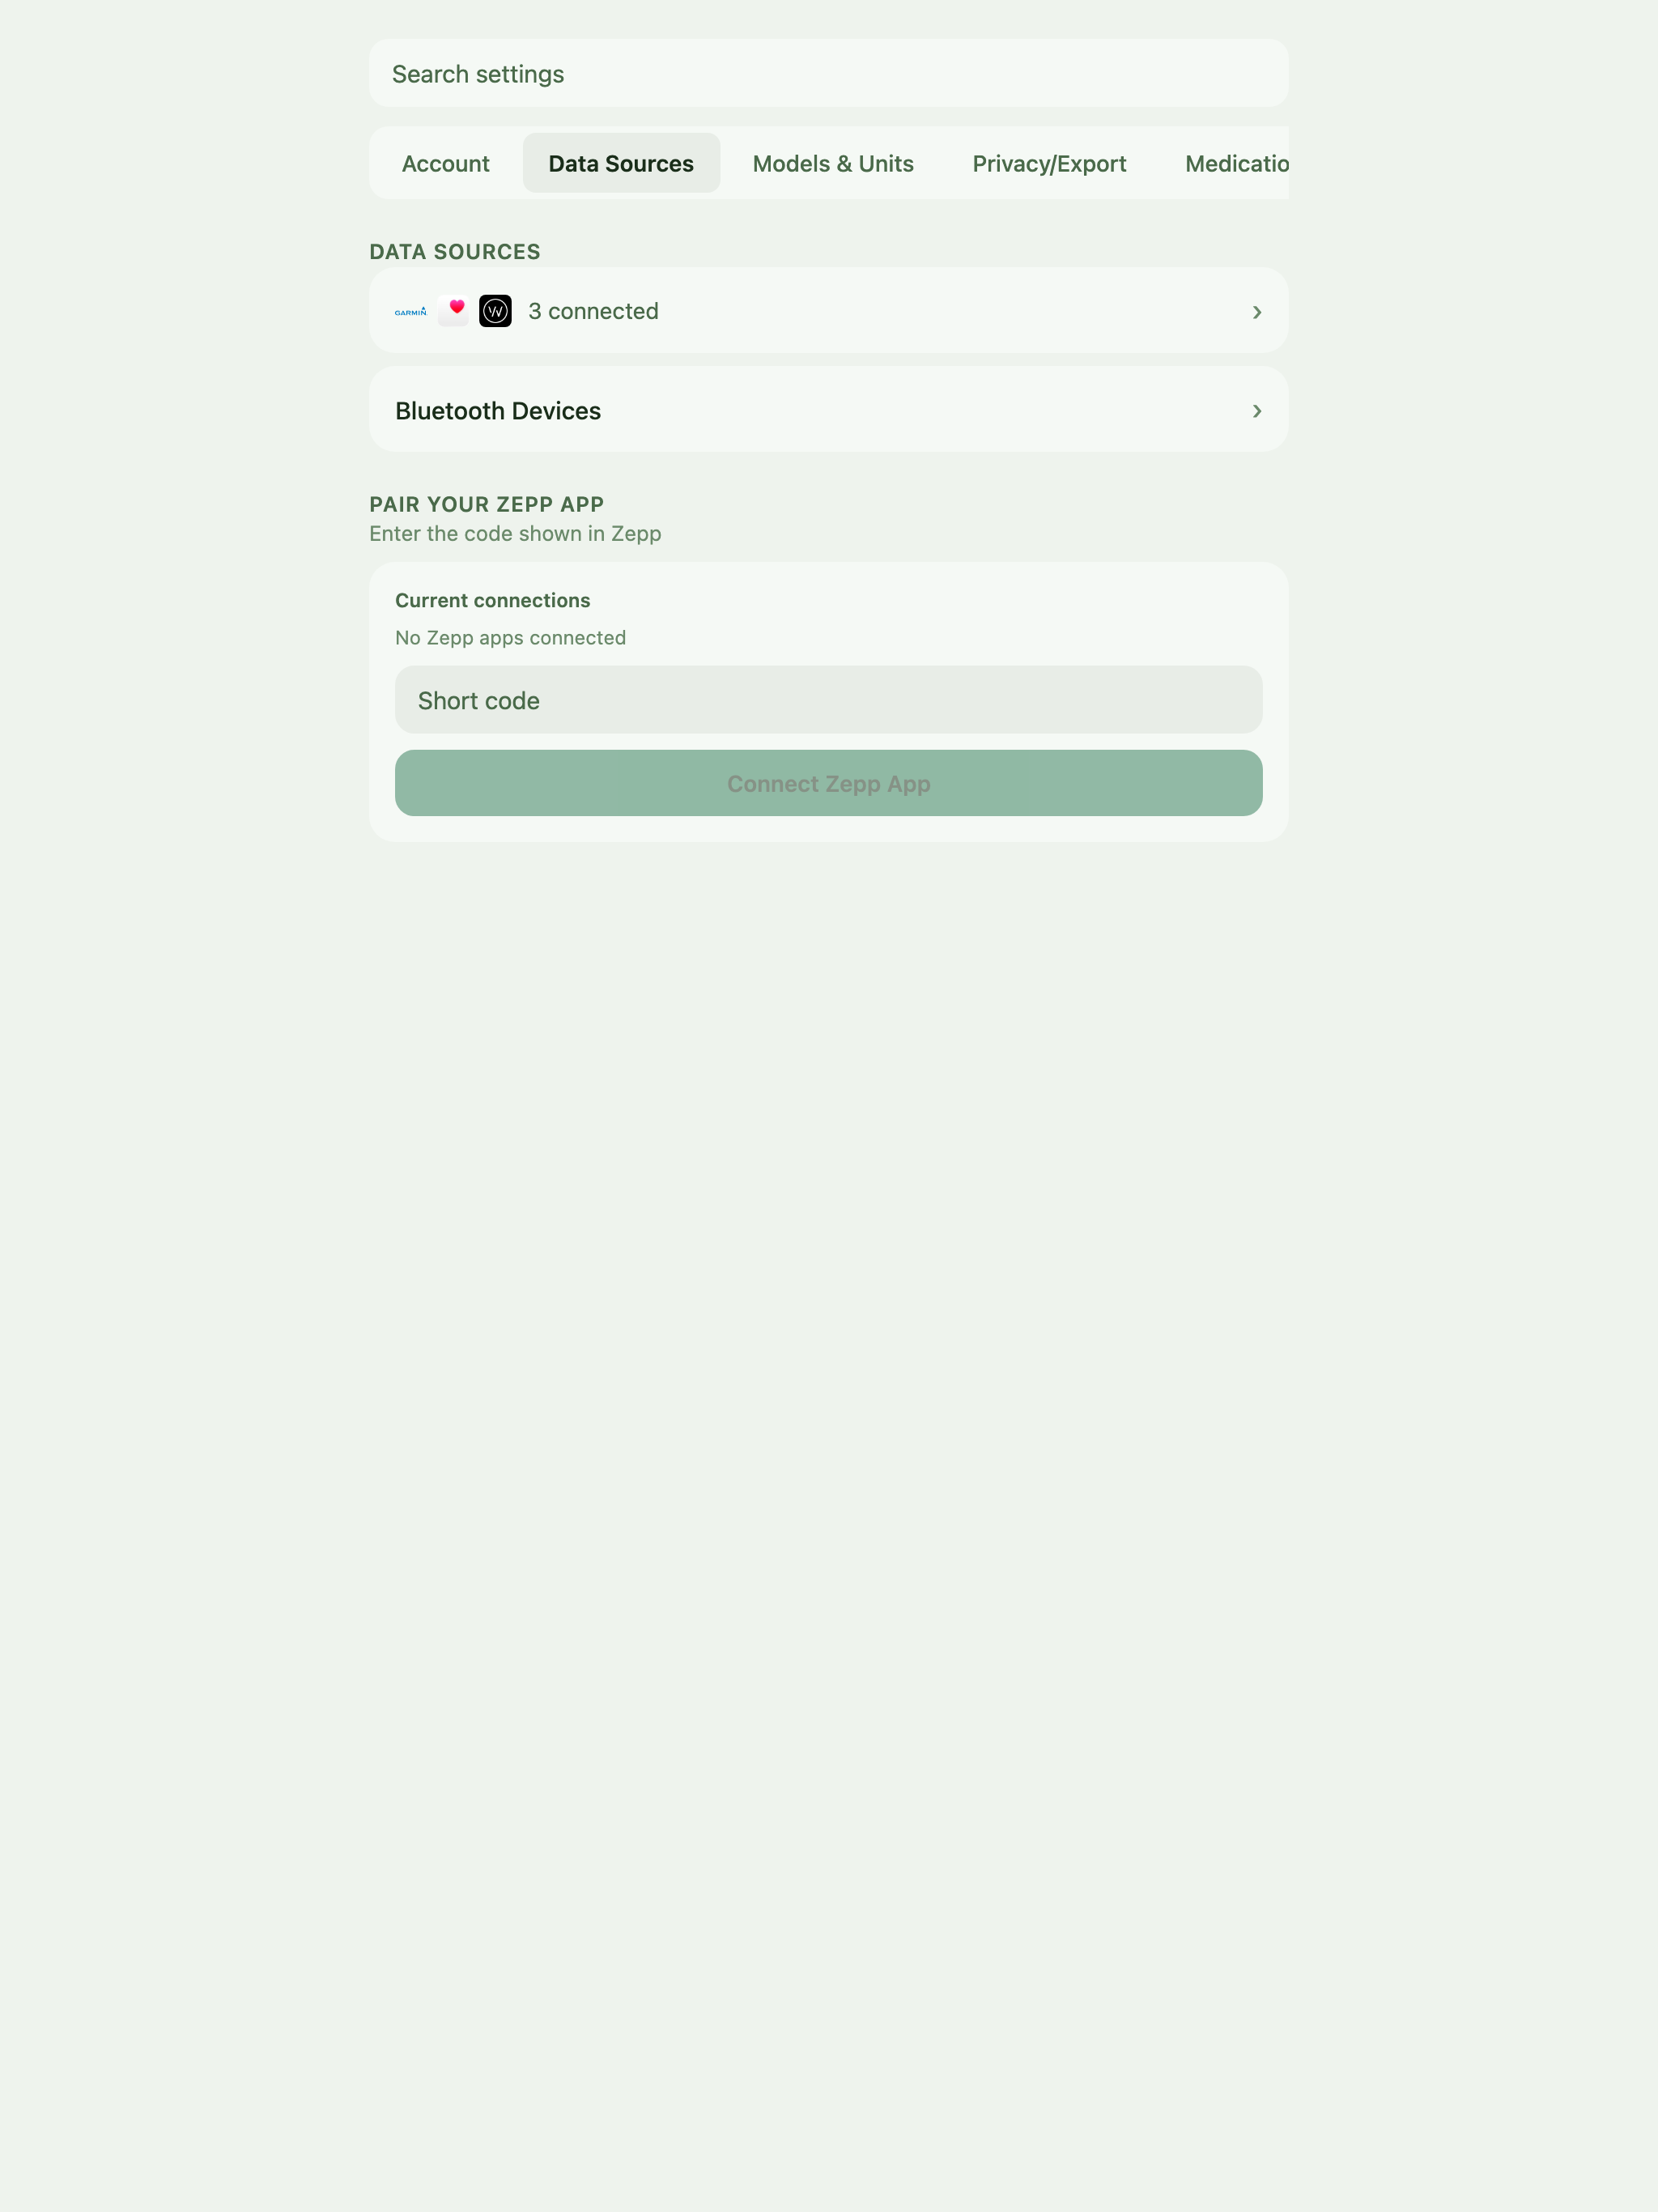 Search settings
Account Data Sources Models & Units Privacy/Export Medicatio
DATA SOURCES
GARMIN W 3 connected ›
Bluetooth Devices ›
PAIR YOUR ZEPP APP
Enter the code shown in Zepp
Current connections
No Zepp apps connected
Short code
Connect Zepp App